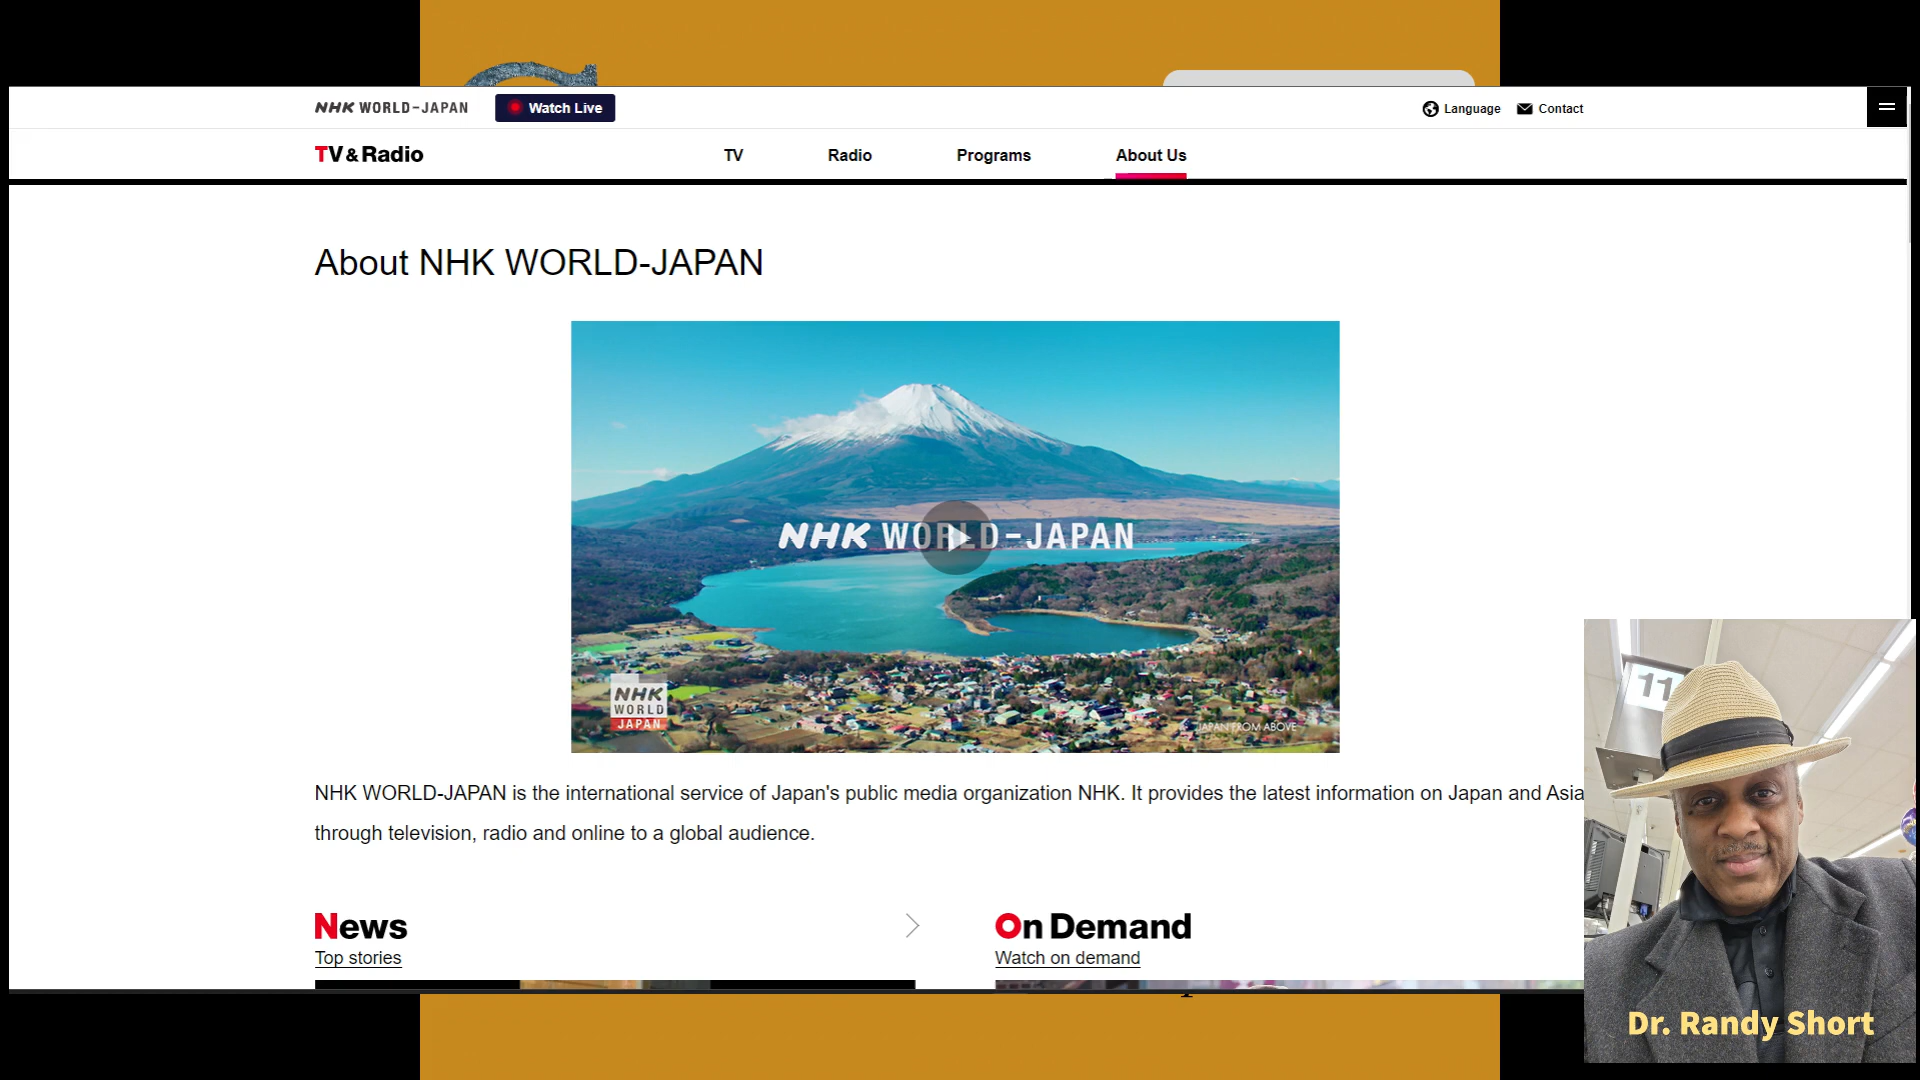 NHK WORLD-JAPAN
Watch Live
Language
Contact
TV & Radio
TV
Radio
Programs
About Us
About NHK WORLD-JAPAN
NHK WORLD-JAPAN
NHK
WORLD
JAPAN
JAPAN FROM ABOVE
NHK WORLD-JAPAN is the international service of Japan's public media organization NHK. It provides the latest information on Japan and Asia
through television, radio and online to a global audience.
News
Top stories
On Demand
Watch on demand
11
Dr. Randy Short